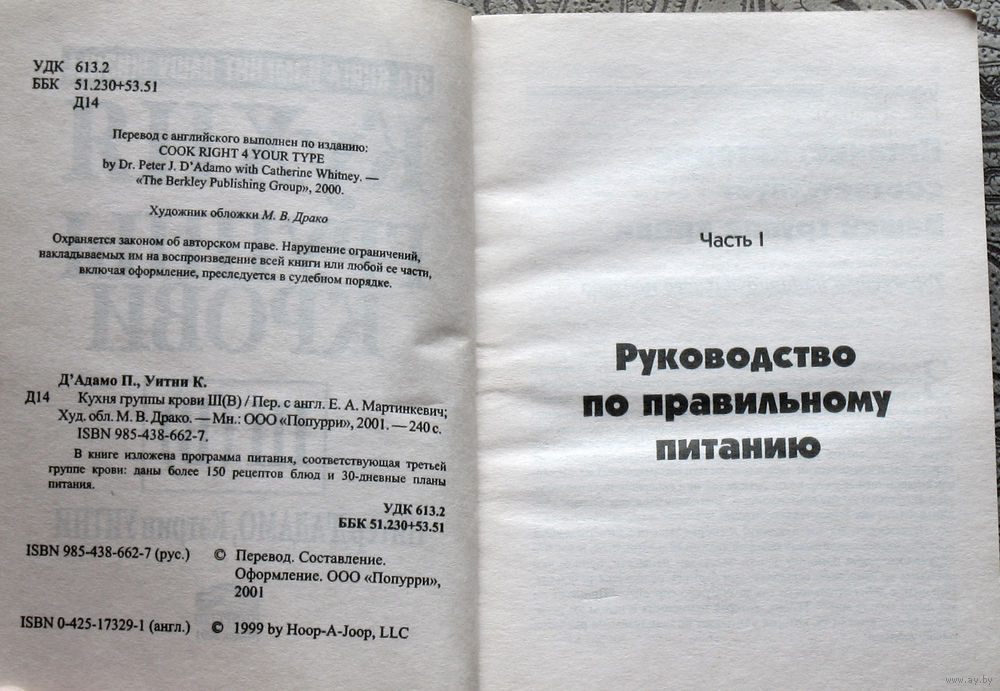 УДК 613.2
ББК 51.230+53.51
Д14
Перевод с английского выполнен по изданию:
COOK RIGHT 4 YOUR TYPE
by Dr. Peter J. D'Adamo with Catherine Whitney. —
«The Berkley Publishing Group», 2000.
Художник обложки М. В. Драко
Охраняется законом об авторском праве. Нарушение ограничений,
накладываемых им на воспроизведение всей книги или любой ее части,
включая оформление, преследуется в судебном порядке.
Д'Адамо П., Уитни К.
Д14 Кухня группы крови III(B) / Пер. с англ. Е. А. Мартинкевич;
Худ. обл. М. В. Драко. — Мн.: ООО «Попурри», 2001. — 240 с.
ISBN 985-438-662-7.
В книге изложена программа питания, соответствующая третьей
группе крови: даны более 150 рецептов блюд и 30-дневные планы
питания.
УДК 613.2
ББК 51.230+53.51
ISBN 985-438-662-7 (рус.) © Перевод. Составление.
Оформление. ООО «Попурри»,
2001
ISBN 0-425-17329-1 (англ.) © 1999 by Hoop-A-Joop, LLC
Часть I
Руководство
по правильному
питанию
www.ay.by